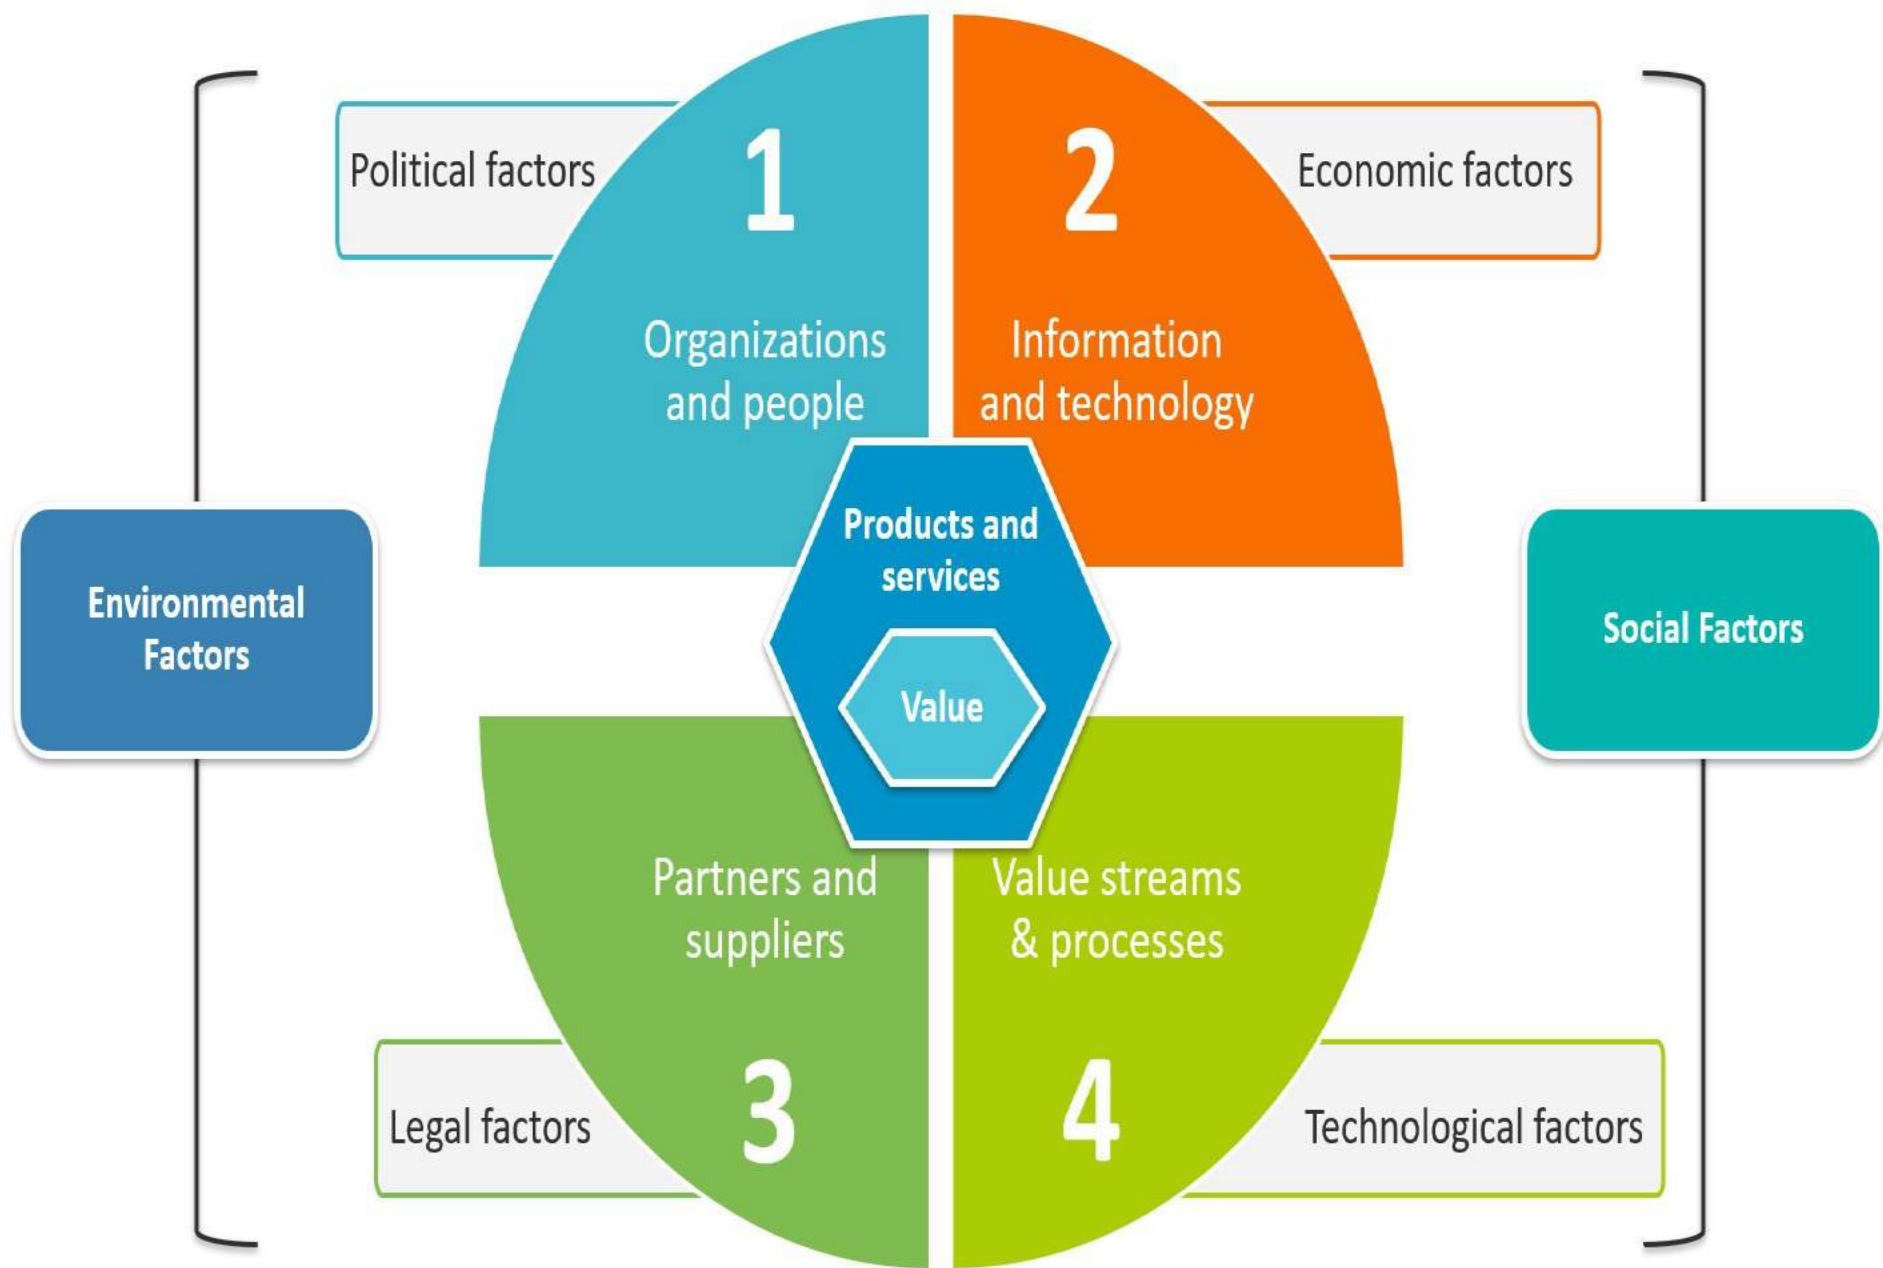 Political factors
1
2
Economic factors
Organizations
and people
Information
and technology
Products and
services
Environmental
Factors
Social Factors
Value
Partners and
suppliers
Value streams
& processes
Legal factors
3
4
Technological factors